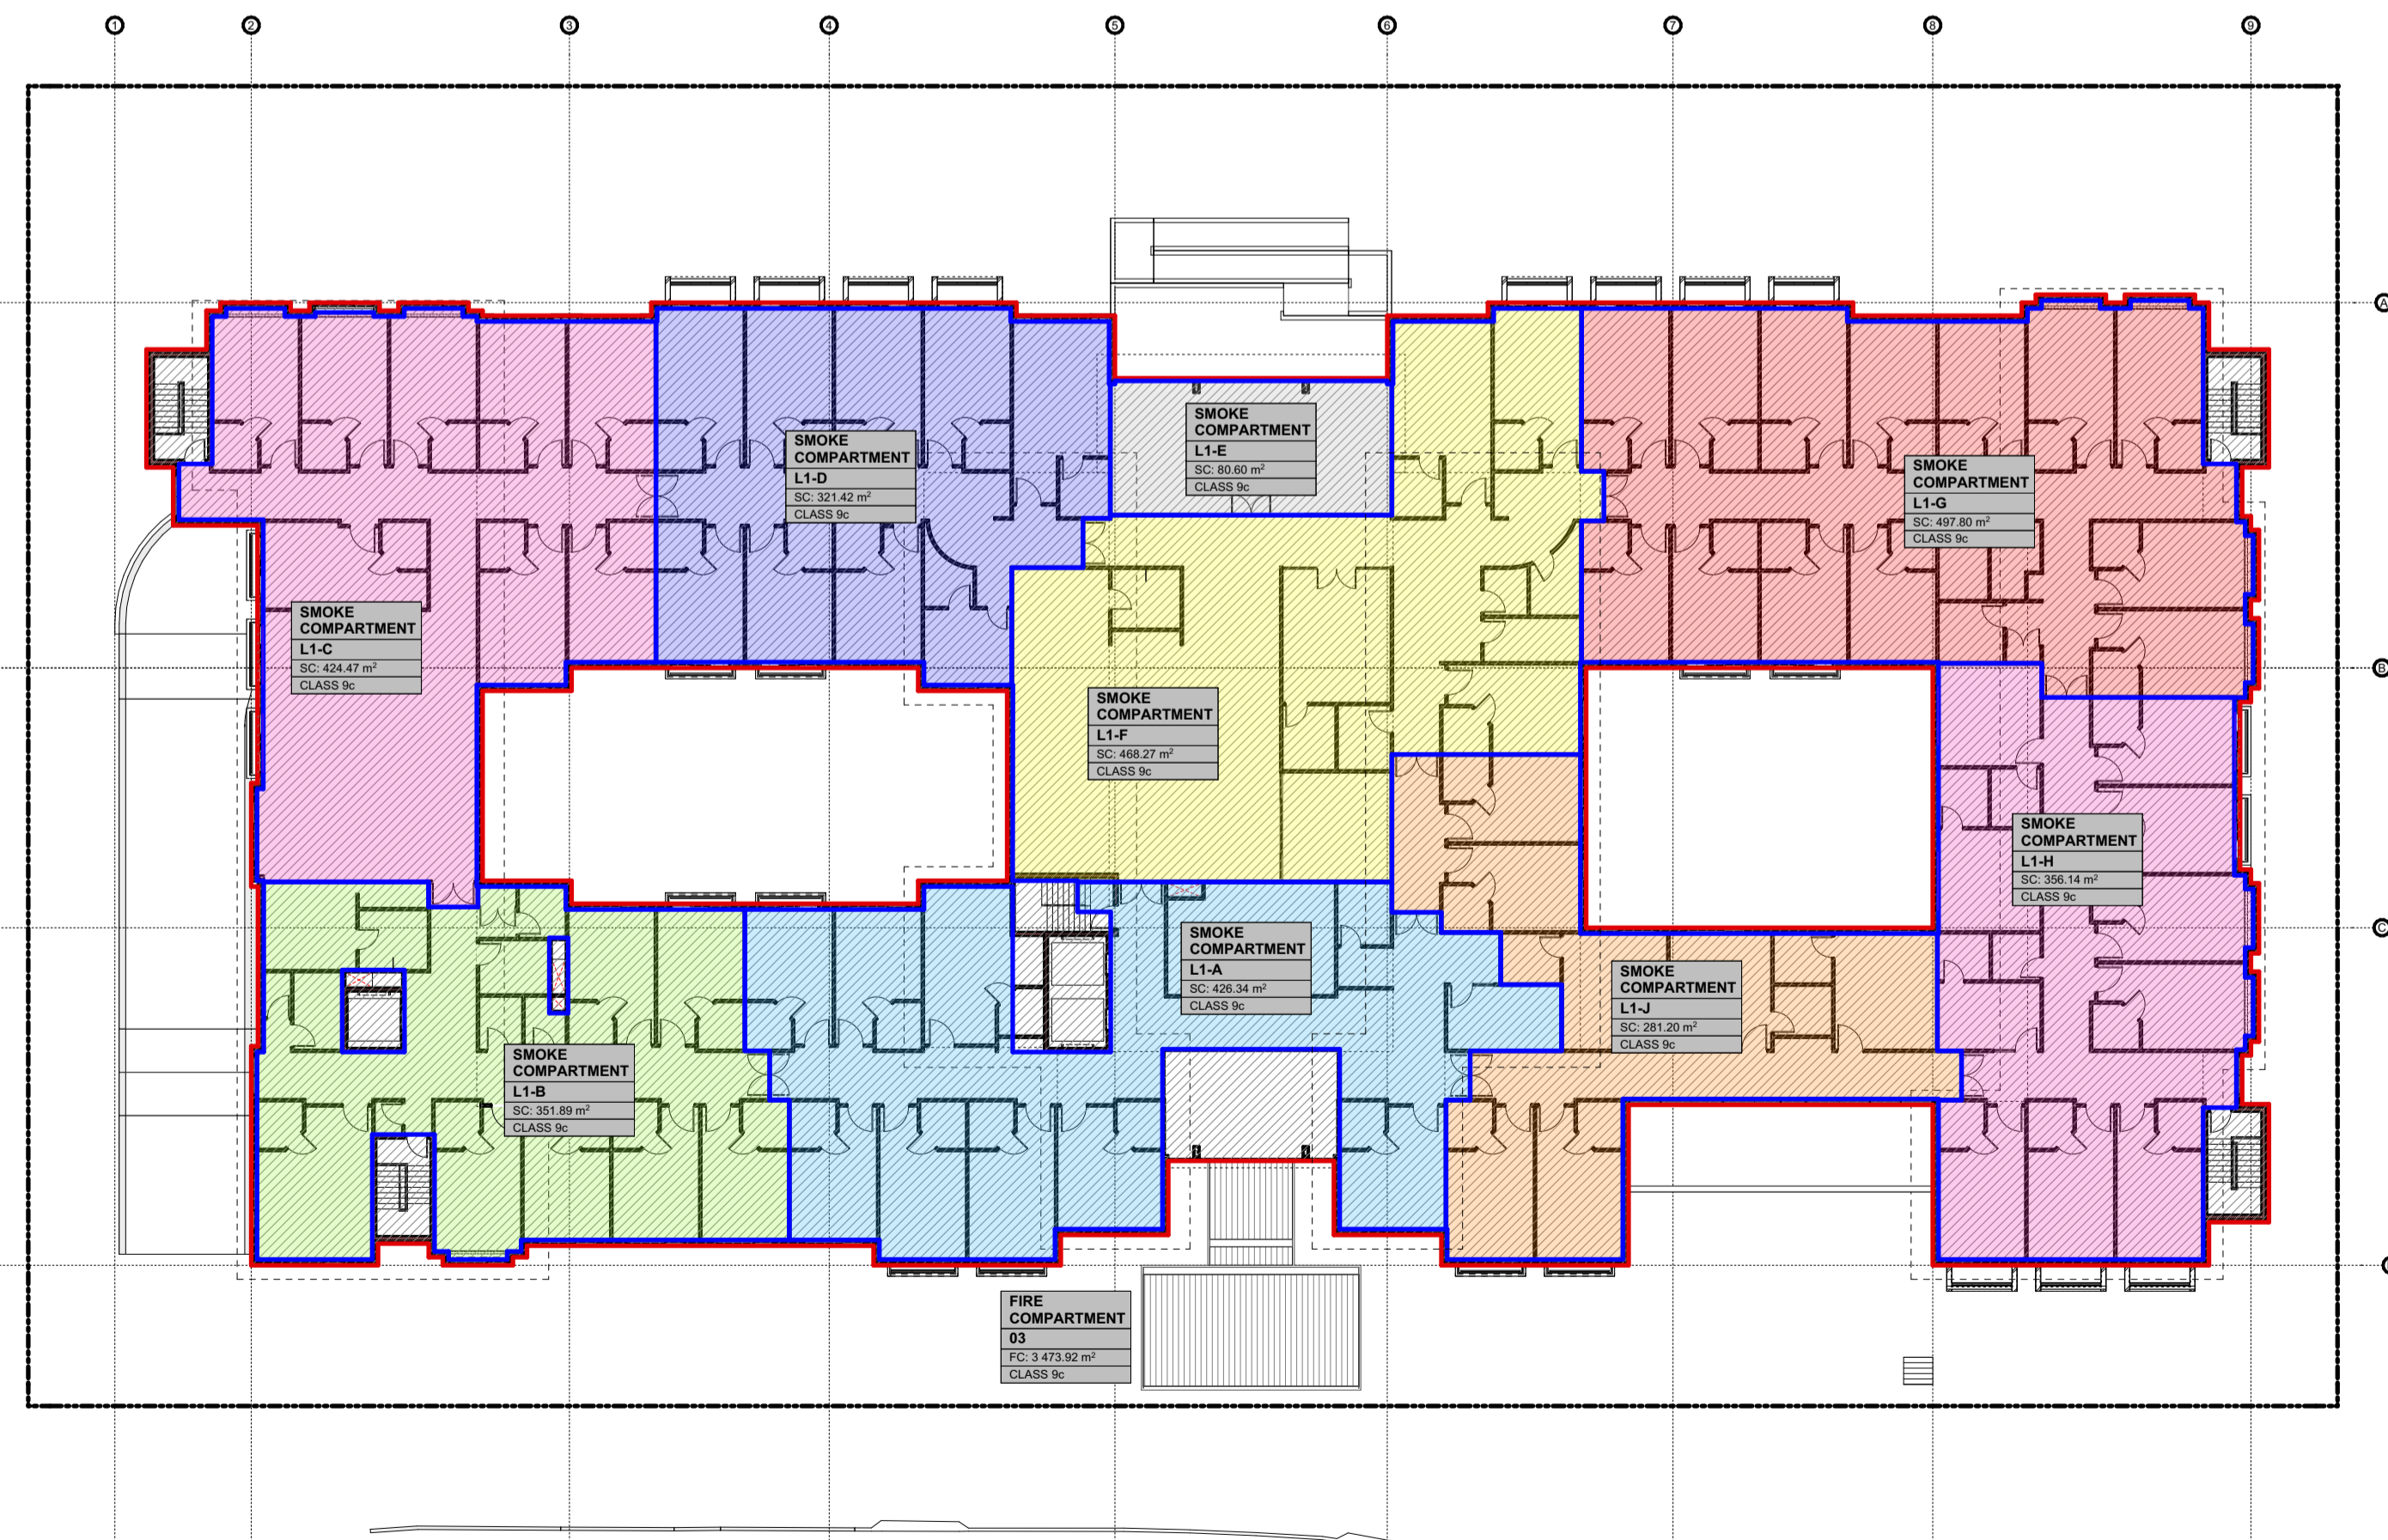 1 2 3 4 5 6 7 8 9
A
SMOKE
COMPARTMENT
L1-E
SC: 80.60 m²
CLASS 9c
SMOKE
COMPARTMENT
L1-D
SC: 321.42 m²
CLASS 9c
SMOKE
COMPARTMENT
L1-G
SC: 497.80 m²
CLASS 9c
SMOKE
COMPARTMENT
L1-C
SC: 424.47 m²
CLASS 9c
B
SMOKE
COMPARTMENT
L1-F
SC: 468.27 m²
CLASS 9c
SMOKE
COMPARTMENT
L1-H
SC: 356.14 m²
CLASS 9c
C
SMOKE
COMPARTMENT
L1-A
SC: 426.34 m²
CLASS 9c
SMOKE
COMPARTMENT
L1-J
SC: 281.20 m²
CLASS 9c
SMOKE
COMPARTMENT
L1-B
SC: 351.89 m²
CLASS 9c
FIRE
COMPARTMENT
03
FC: 3 473.92 m²
CLASS 9c